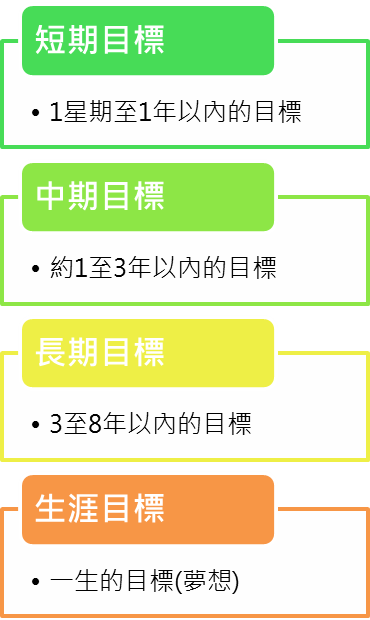 短期目標
• 1星期至1年以內的目標
中期目標
• 約1至3年以內的目標
長期目標
• 3至8年以內的目標
生涯目標
• 一生的目標(夢想)